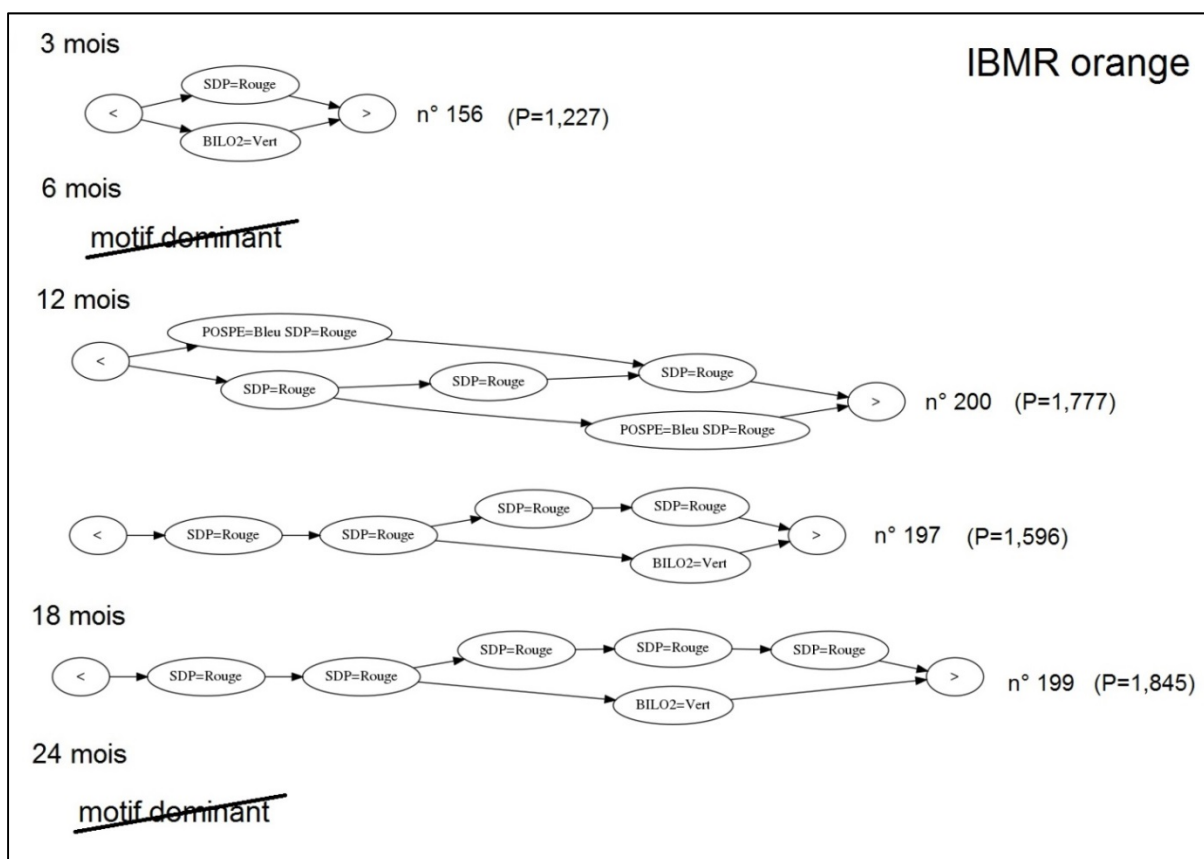 3 mois
IBMR orange
SDP=Rouge
<
>
n° 156 (P=1,227)
BILO2=Vert
6 mois
motif dominant
12 mois
POSPE=Bleu SDP=Rouge
<
SDP=Rouge
SDP=Rouge
SDP=Rouge
>
n° 200 (P=1,777)
POSPE=Bleu SDP=Rouge
SDP=Rouge
SDP=Rouge
<
SDP=Rouge
SDP=Rouge
>
n° 197 (P=1,596)
BILO2=Vert
18 mois
SDP=Rouge
SDP=Rouge
SDP=Rouge
<
SDP=Rouge
SDP=Rouge
>
n° 199 (P=1,845)
BILO2=Vert
24 mois
motif dominant